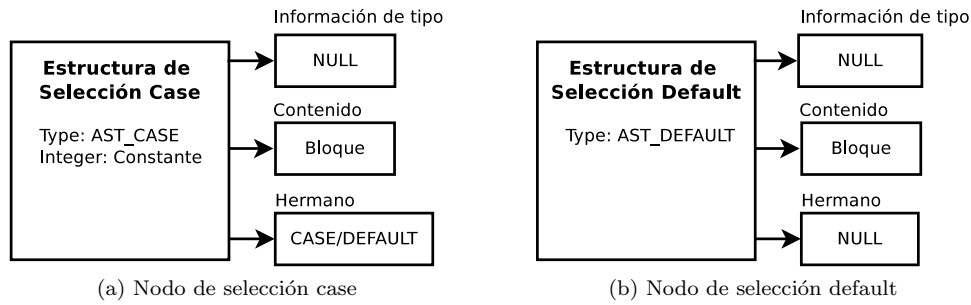 Información de tipo
NULL
Estructura de
Selección Case
Type: AST_CASE
Integer: Constante
Contenido
Bloque
Hermano
CASE/DEFAULT
(a) Nodo de selección case
Información de tipo
NULL
Estructura de
Selección Default
Type: AST_DEFAULT
Contenido
Bloque
Hermano
NULL
(b) Nodo de selección default